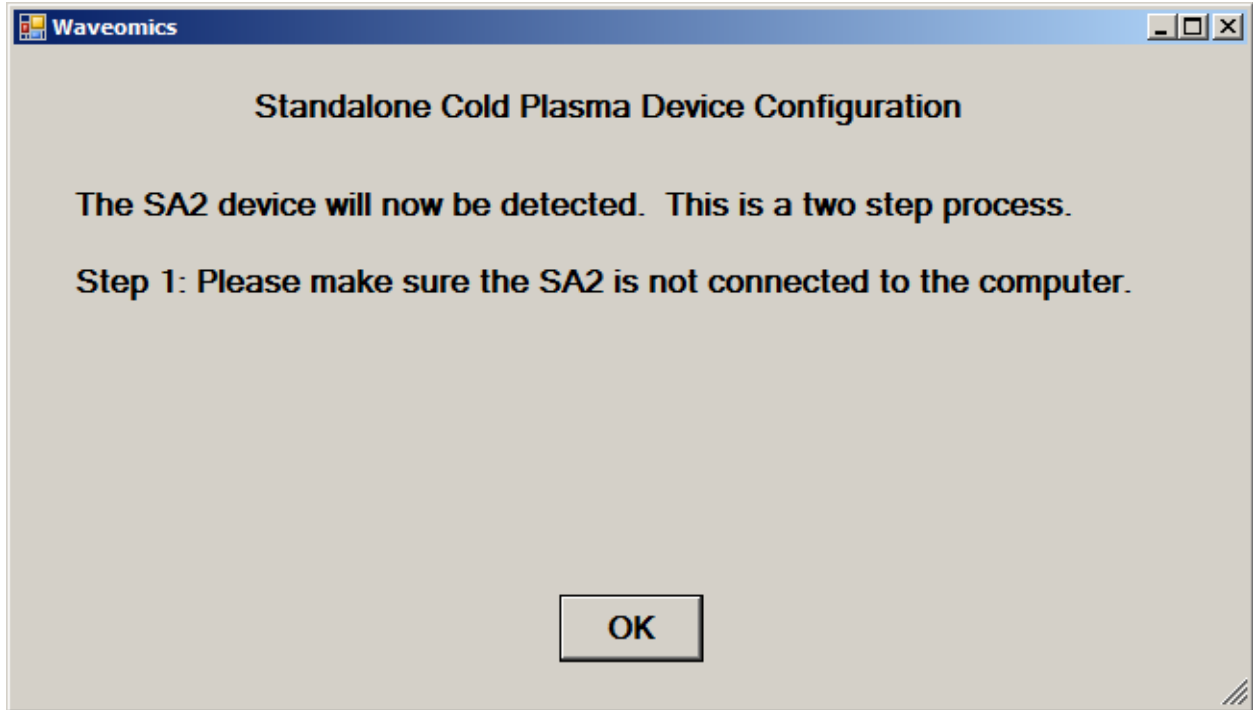 Waveomics
Standalone Cold Plasma Device Configuration
The SA2 device will now be detected.  This is a two step process.
Step 1: Please make sure the SA2 is not connected to the computer.
OK